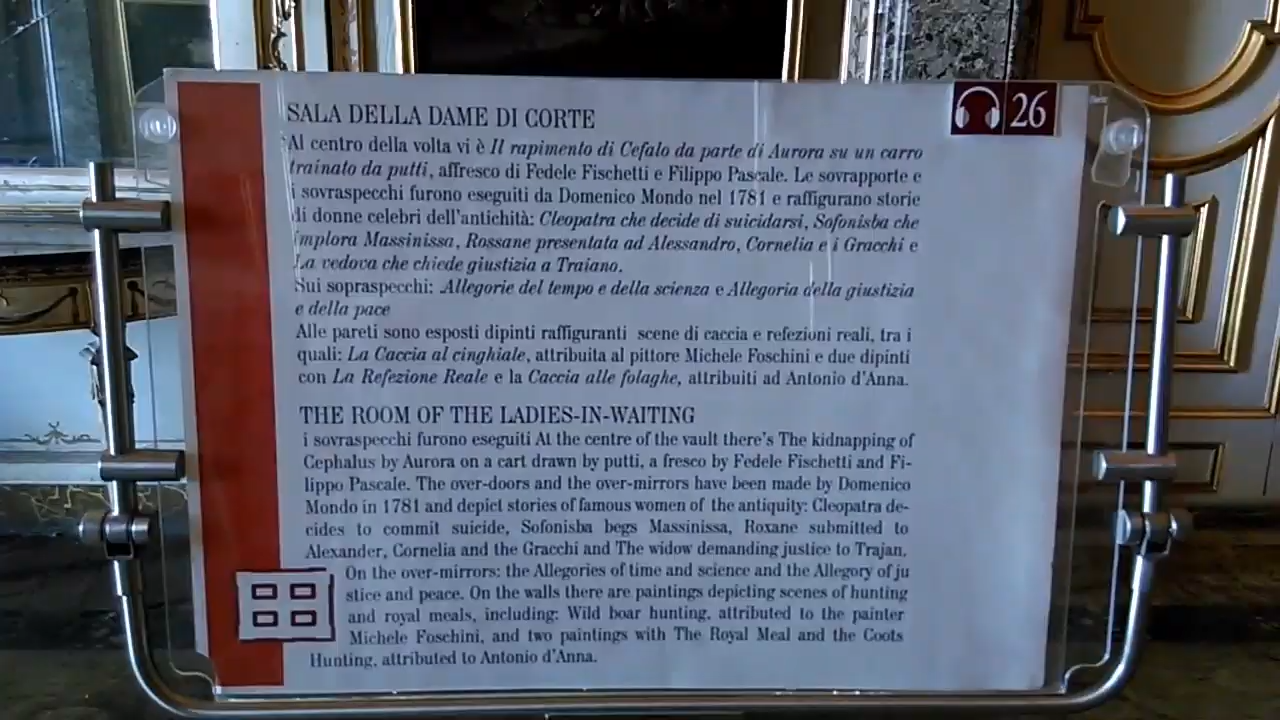 SALA DELLA DAME DI CORTE
26
Al centro della volta vi è Il rapimento di Cefalo da parte di Aurora su un carro
trainato da putti, affresco di Fedele Fischetti e Filippo Pascale. Le sovrapporte e
i sovraspecchi furono eseguiti da Domenico Mondo nel 1781 e raffigurano storie
di donne celebri dell'antichità: Cleopatra che decide di suicidarsi, Sofonisba che
implora Massinissa, Rossane presentata ad Alessandro, Cornelia e i Gracchi e
La vedova che chiede giustizia a Traiano.
Sui sopraspecchi: Allegorie del tempo e della scienza e Allegoria della giustizia
e della pace
Alle pareti sono esposti dipinti raffiguranti scene di caccia e refezioni reali, tra i
quali: La Caccia al cinghiale, attribuita al pittore Michele Foschini e due dipinti
con La Refezione Reale e la Caccia alle folaghe, attribuiti ad Antonio d'Anna.
THE ROOM OF THE LADIES-IN-WAITING
i sovraspecchi furono eseguiti At the centre of the vault there's The kidnapping of
Cephalus by Aurora on a cart drawn by putti, a fresco by Fedele Fischetti and Fi-
lippo Pascale. The over-doors and the over-mirrors have been made by Domenico
Mondo in 1781 and depict stories of famous women of the antiquity: Cleopatra de-
cides to commit suicide, Sofonisba begs Massinissa, Roxane submitted to
Alexander, Cornelia and the Gracchi and The widow demanding justice to Trajan.
On the over-mirrors: the Allegories of time and science and the Allegory of ju
stice and peace. On the walls there are paintings depicting scenes of hunting
and royal meals, including: Wild boar hunting, attributed to the painter
Michele Foschini, and two paintings with The Royal Meal and the Coots
Hunting, attributed to Antonio d'Anna.